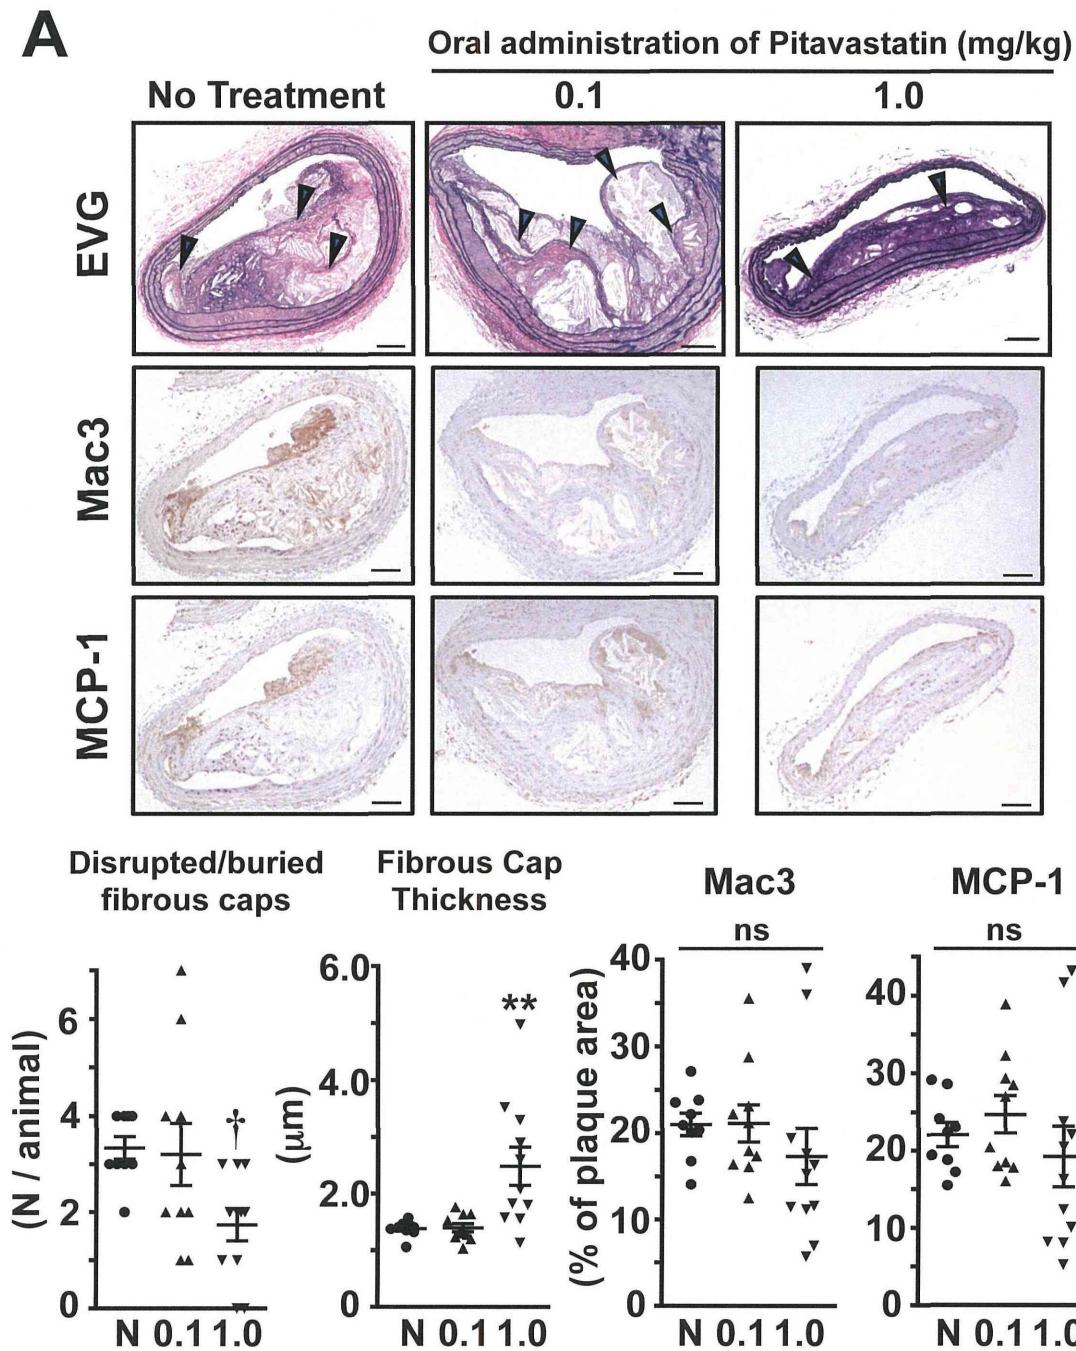 A
Oral administration of Pitavastatin (mg/kg)
No Treatment
0.1
1.0
EVG
Mac3
MCP-1
Disrupted/buried
fibrous caps
(N / animal)
6
4
2
0
†
N 0.1 1.0
Fibrous Cap
Thickness
(μm)
6.0
4.0
2.0
0
**
N 0.1 1.0
Mac3
ns
(% of plaque area)
40
30
20
10
0
N 0.1 1.0
MCP-1
ns
40
30
20
10
0
N 0.1 1.0